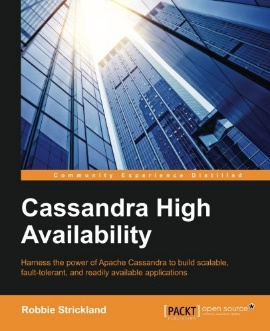 Community Experience Distilled
Cassandra High
Availability
Harness the power of Apache Cassandra to build scalable,
fault-tolerant, and readily available applications
Robbie Strickland
[PACKT] open source*
PUBLISHING